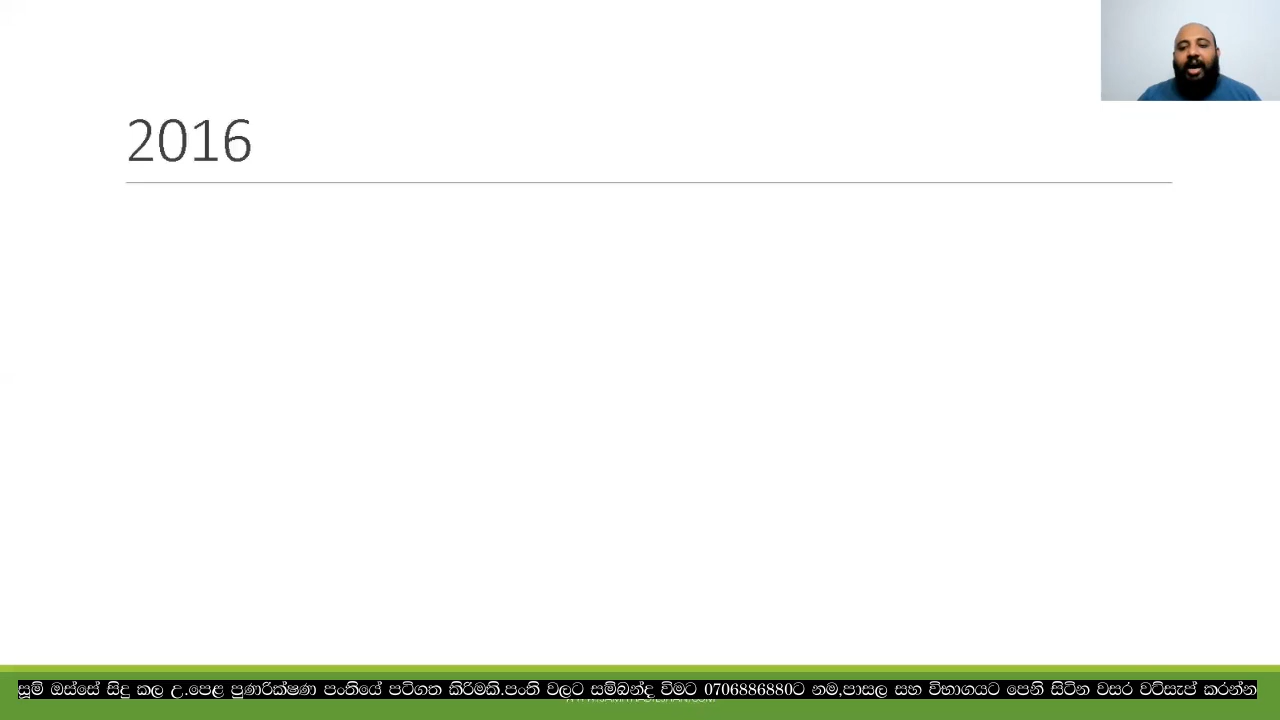 2016
සූම් ඔස්සේ සිදු කල උ.පෙළ පුණරික්ෂණ පංතියේ පටිගත කිරිමකි.පංති වලට සම්බන්ද විමට 0706886880ට නම,පාසල සහ විභාගයට පෙනි සිටින වසර වට්සැප් කරන්න